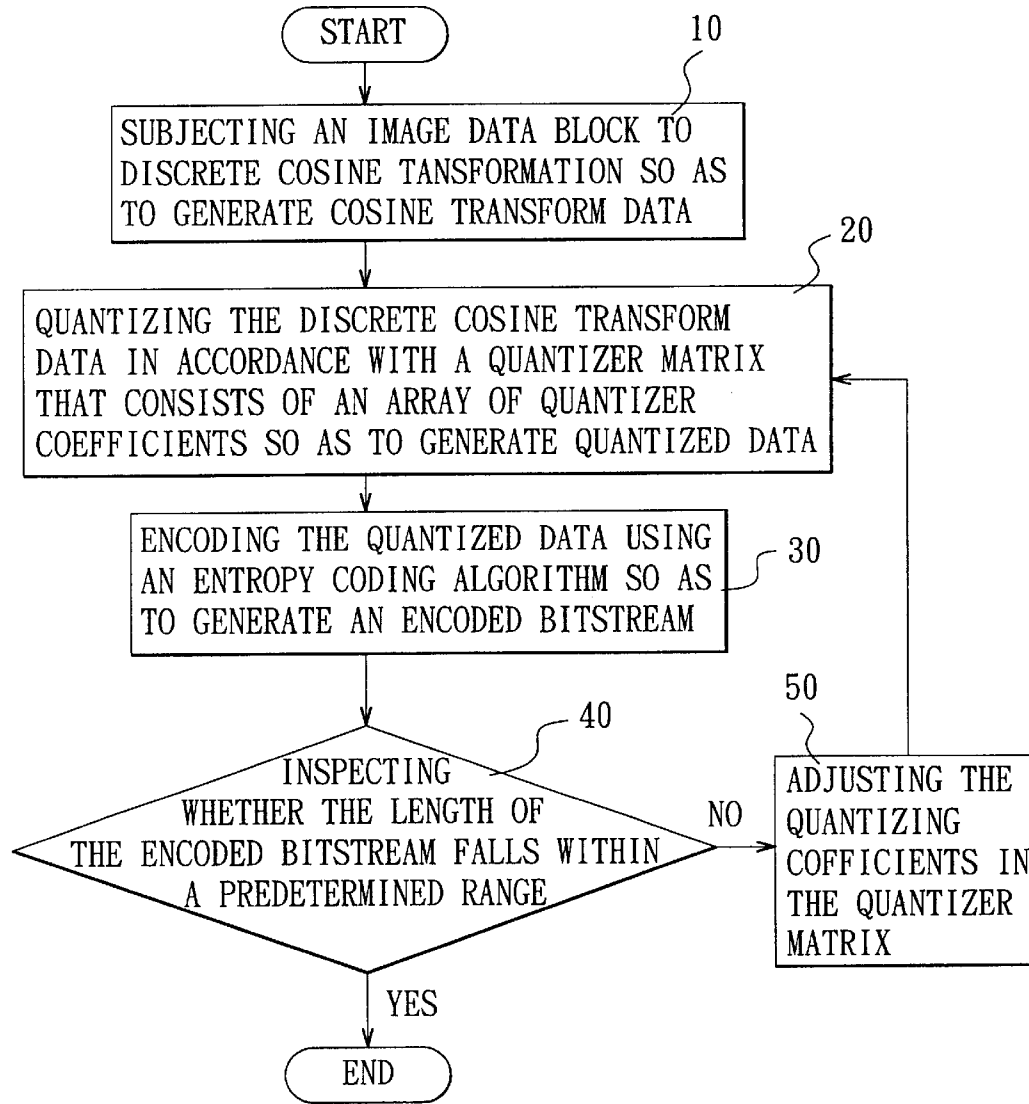 START
10
SUBJECTING AN IMAGE DATA BLOCK TO
DISCRETE COSINE TANSFORMATION SO AS
TO GENERATE COSINE TRANSFORM DATA
20
QUANTIZING THE DISCRETE COSINE TRANSFORM
DATA IN ACCORDANCE WITH A QUANTIZER MATRIX
THAT CONSISTS OF AN ARRAY OF QUANTIZER
COEFFICIENTS SO AS TO GENERATE QUANTIZED DATA
ENCODING THE QUANTIZED DATA USING
AN ENTROPY CODING ALGORITHM SO AS
TO GENERATE AN ENCODED BITSTREAM
30
40
INSPECTING
WHETHER THE LENGTH OF
THE ENCODED BITSTREAM FALLS WITHIN
A PREDETERMINED RANGE
NO
50
ADJUSTING THE
QUANTIZING
COFFICIENTS IN
THE QUANTIZER
MATRIX
YES
END